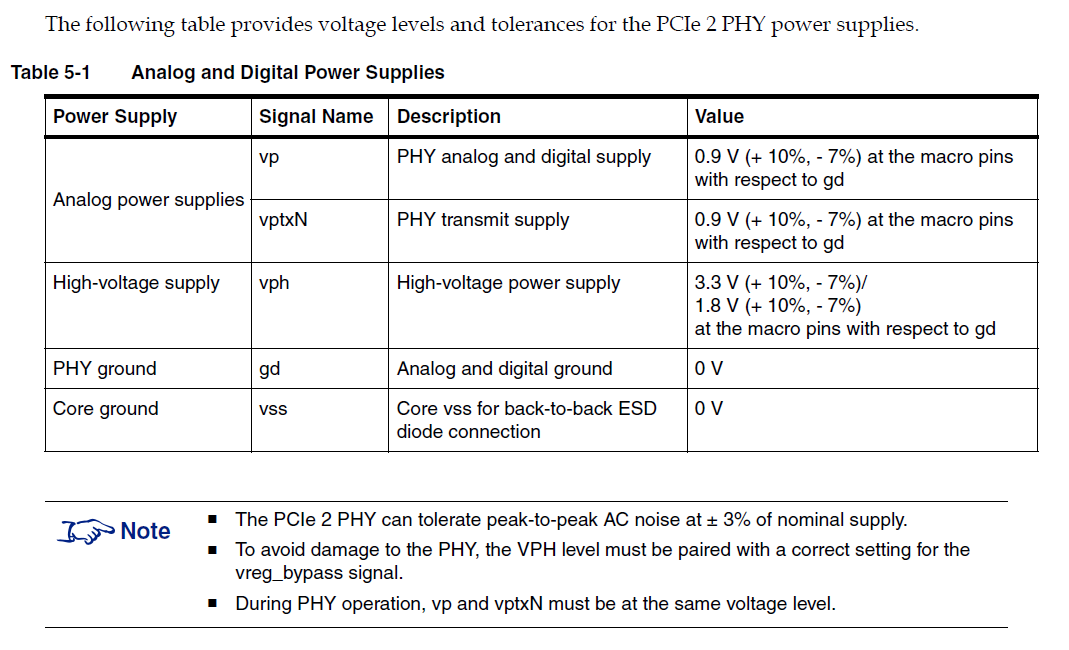 The following table provides voltage levels and tolerances for the PCIe 2 PHY power supplies.
Table 5-1 Analog and Digital Power Supplies
Power Supply Signal Name Description Value
Analog power supplies
vp PHY analog and digital supply 0.9 V (+ 10%, - 7%) at the macro pins
with respect to gd
vptxN PHY transmit supply 0.9 V (+ 10%, - 7%) at the macro pins
with respect to gd
High-voltage supply vph High-voltage power supply 3.3 V (+ 10%, - 7%)/
1.8 V (+ 10%, - 7%)
at the macro pins with respect to gd
PHY ground gd Analog and digital ground 0 V
Core ground vss Core vss for back-to-back ESD 0 V
diode connection
Note
■ The PCIe 2 PHY can tolerate peak-to-peak AC noise at ± 3% of nominal supply.
■ To avoid damage to the PHY, the VPH level must be paired with a correct setting for the
vreg_bypass signal.
■ During PHY operation, vp and vptxN must be at the same voltage level.